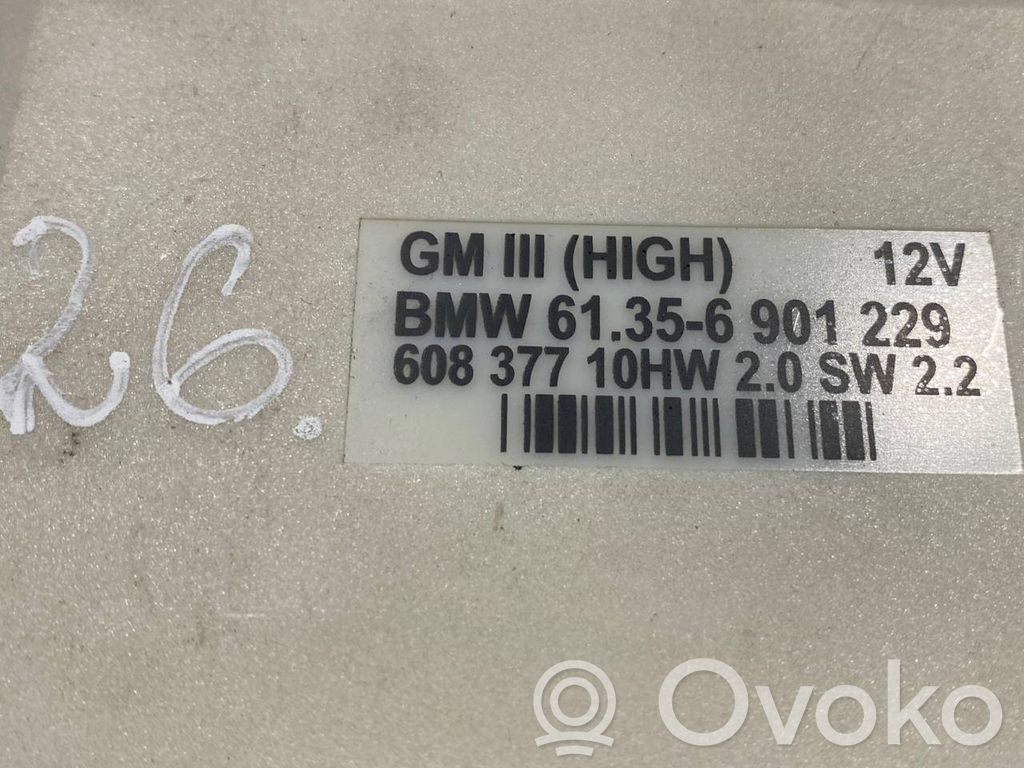 26.
GM III (HIGH) 12V
BMW 61.35-6 901 229
608 377 10HW 2.0 SW 2.2
Ovoko